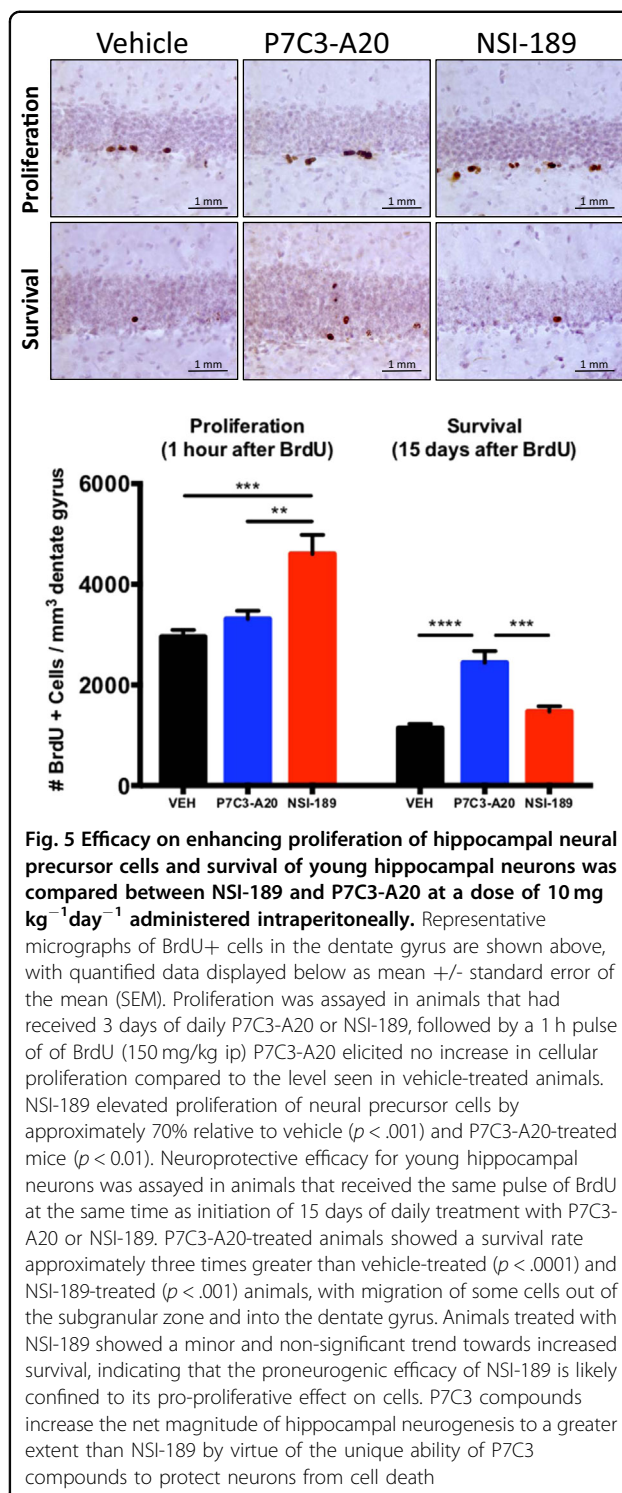 Vehicle P7C3-A20 NSI-189
Proliferation
1 mm 1 mm 1 mm
Survival
1 mm 1 mm 1 mm
Proliferation Survival
(1 hour after BrdU) (15 days after BrdU)
# BrdU + Cells / mm³ dentate gyrus
6000
4000
2000
0
*** 
**
**** ***
VEH P7C3-A20 NSI-189 VEH P7C3-A20 NSI-189
Fig. 5 Efficacy on enhancing proliferation of hippocampal neural
precursor cells and survival of young hippocampal neurons was
compared between NSI-189 and P7C3-A20 at a dose of 10 mg
kg⁻¹day⁻¹ administered intraperitoneally. Representative
micrographs of BrdU+ cells in the dentate gyrus are shown above,
with quantified data displayed below as mean +/- standard error of
the mean (SEM). Proliferation was assayed in animals that had
received 3 days of daily P7C3-A20 or NSI-189, followed by a 1 h pulse
of of BrdU (150 mg/kg ip) P7C3-A20 elicited no increase in cellular
proliferation compared to the level seen in vehicle-treated animals.
NSI-189 elevated proliferation of neural precursor cells by
approximately 70% relative to vehicle (p < .001) and P7C3-A20-treated
mice (p < 0.01). Neuroprotective efficacy for young hippocampal
neurons was assayed in animals that received the same pulse of BrdU
at the same time as initiation of 15 days of daily treatment with P7C3-
A20 or NSI-189. P7C3-A20-treated animals showed a survival rate
approximately three times greater than vehicle-treated (p < .0001) and
NSI-189-treated (p < .001) animals, with migration of some cells out of
the subgranular zone and into the dentate gyrus. Animals treated with
NSI-189 showed a minor and non-significant trend towards increased
survival, indicating that the proneurogenic efficacy of NSI-189 is likely
confined to its pro-proliferative effect on cells. P7C3 compounds
increase the net magnitude of hippocampal neurogenesis to a greater
extent than NSI-189 by virtue of the unique ability of P7C3
compounds to protect neurons from cell death